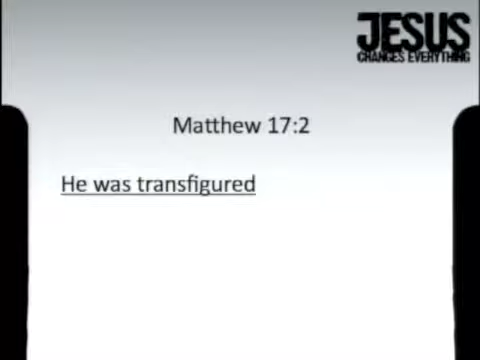 JESUS
CHANGES EVERYTHING
Matthew 17:2
He was transfigured